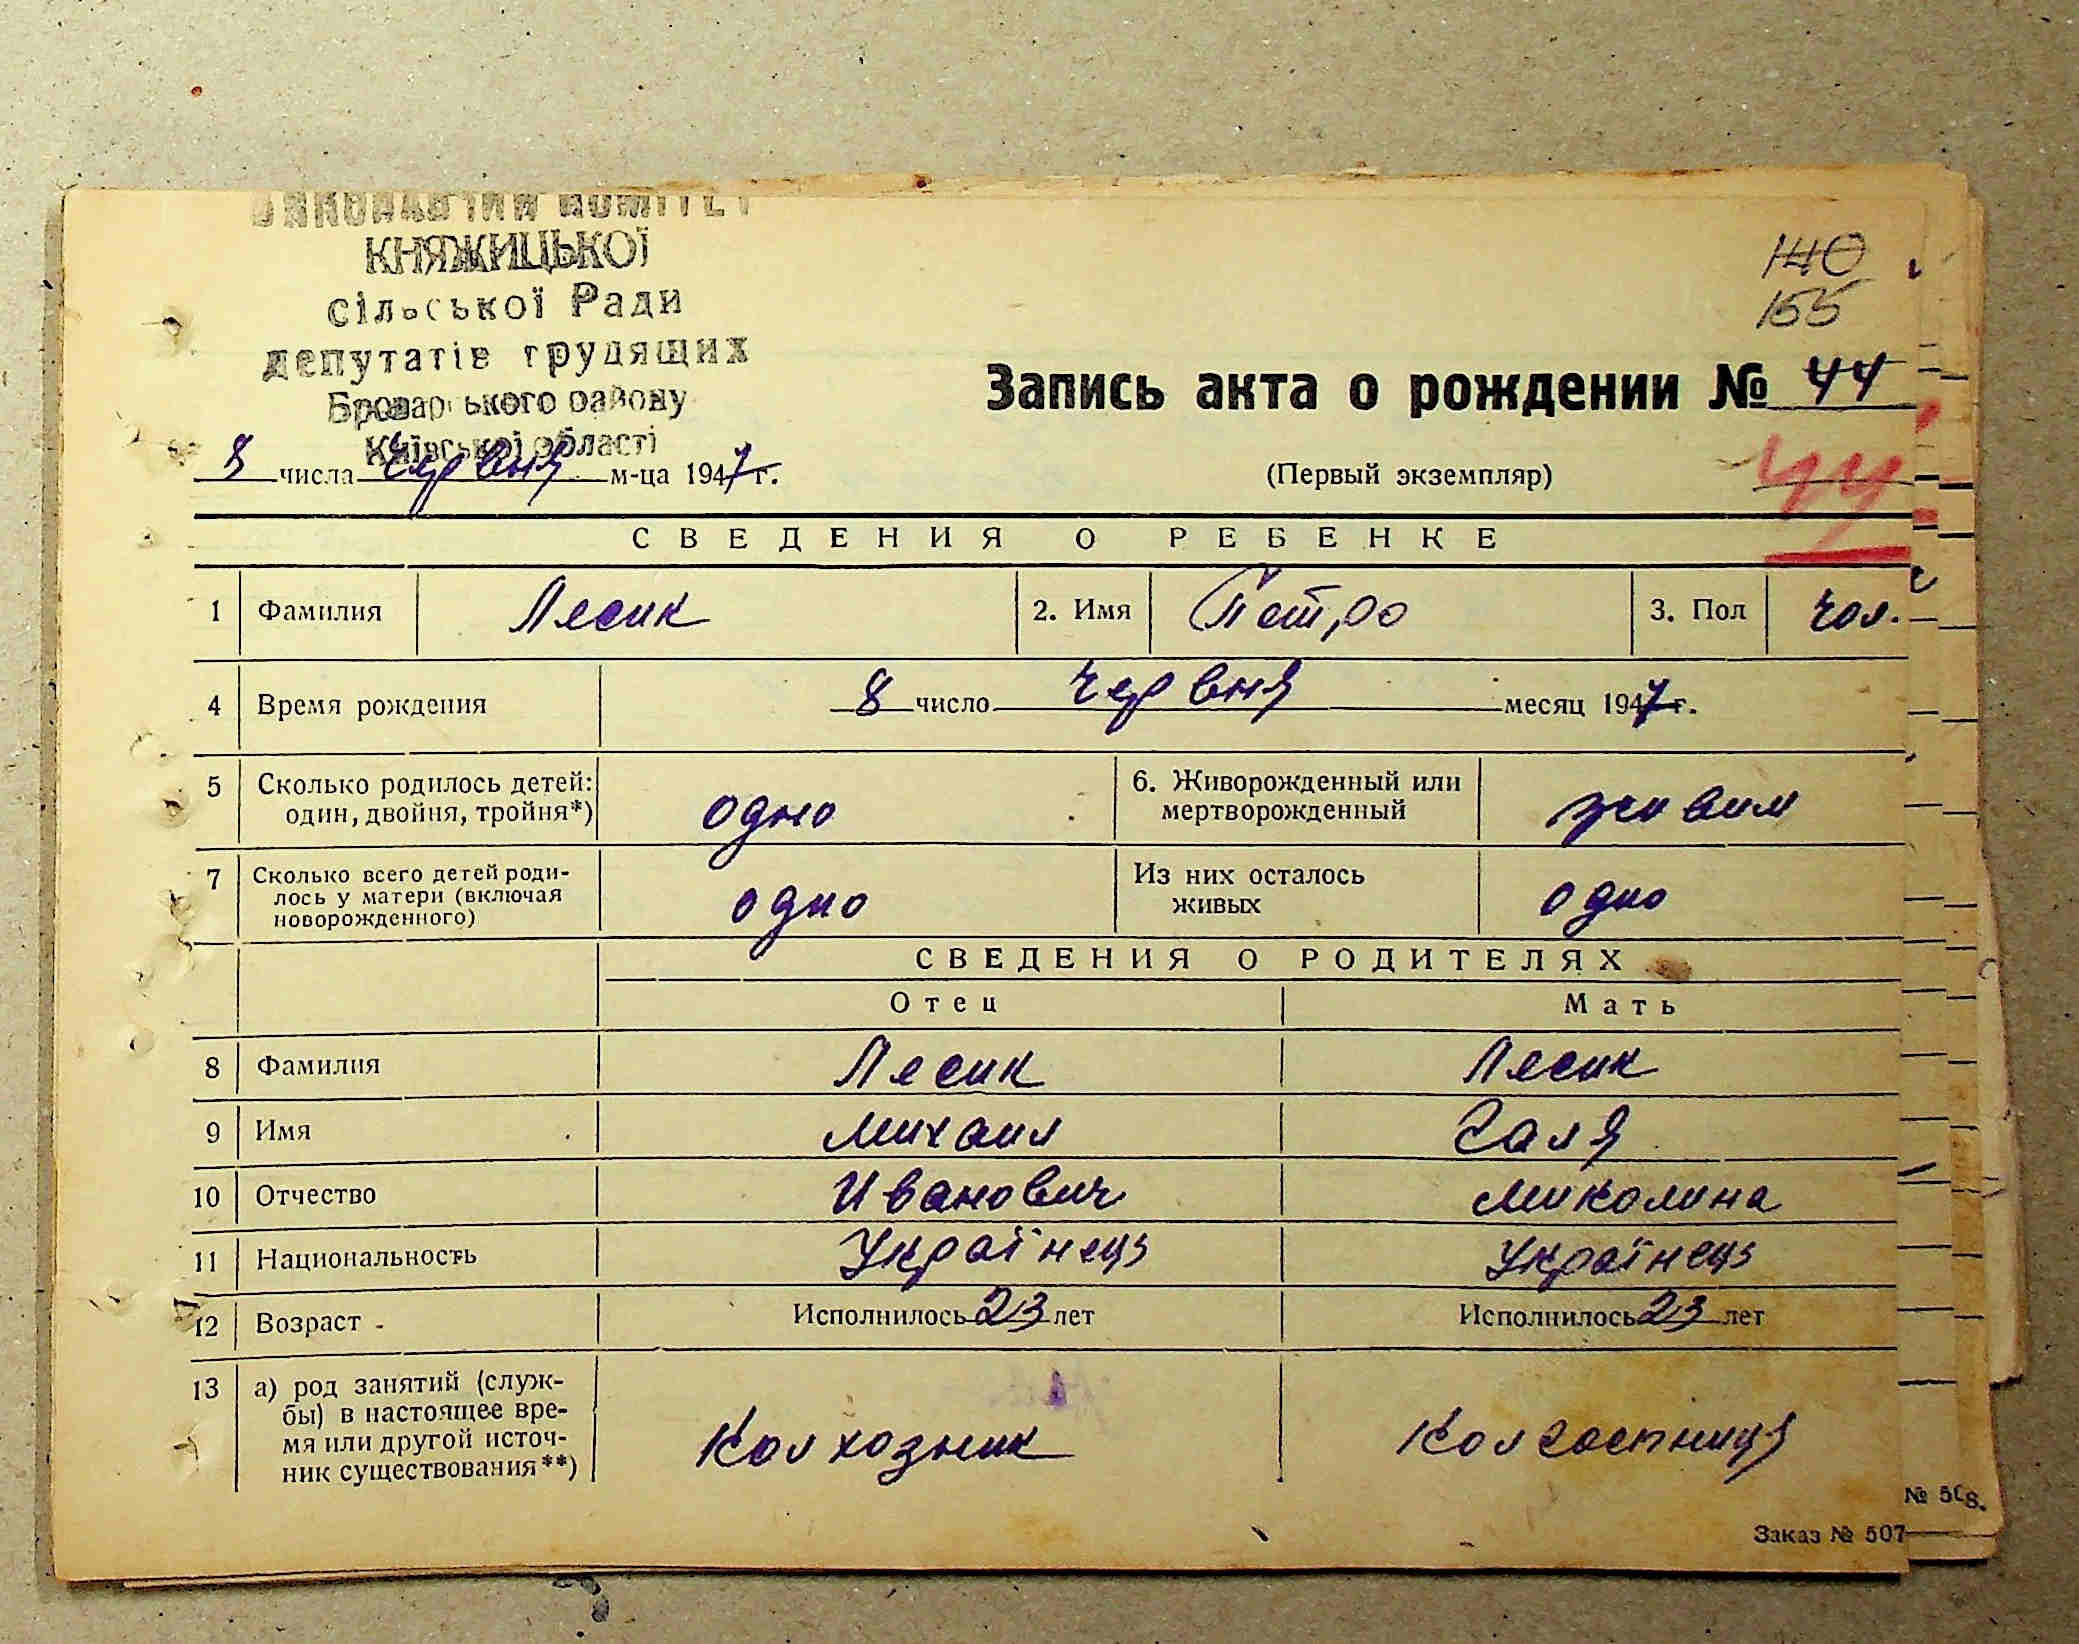 ВИКОНАВЧИЙ КОМІТЕТ
КНЯЖИЦЬКОЇ
сільської Ради
депутатів трудящих
Броварського району
Київської області
140
155
Запись акта о рождении № 44
8 числа Червня м-ца 1947 г.
(Первый экземпляр)
44
СВЕДЕНИЯ О РЕБЕНКЕ
1 Фамилия Лесик 2. Имя Петро 3. Пол чол.
4 Время рождения 8 число Червня месяц 1947 г.
5 Сколько родилось детей: один, двойня, тройня*) одно 6. Живорожденный или мертворожденный живим
7 Сколько всего детей родилось у матери (включая новорожденного) одно Из них осталось живых одно
СВЕДЕНИЯ О РОДИТЕЛЯХ
Отец Мать
8 Фамилия Лесик Лесик
9 Имя Михаил Галя
10 Отчество Иванович Миколина
11 Национальность Українець Українець
12 Возраст Исполнилось 23 лет Исполнилось 23 лет
13 а) род занятий (службы) в настоящее время или другой источник существования**) Колхозник Колгоспниця
№ 508.
Заказ № 507